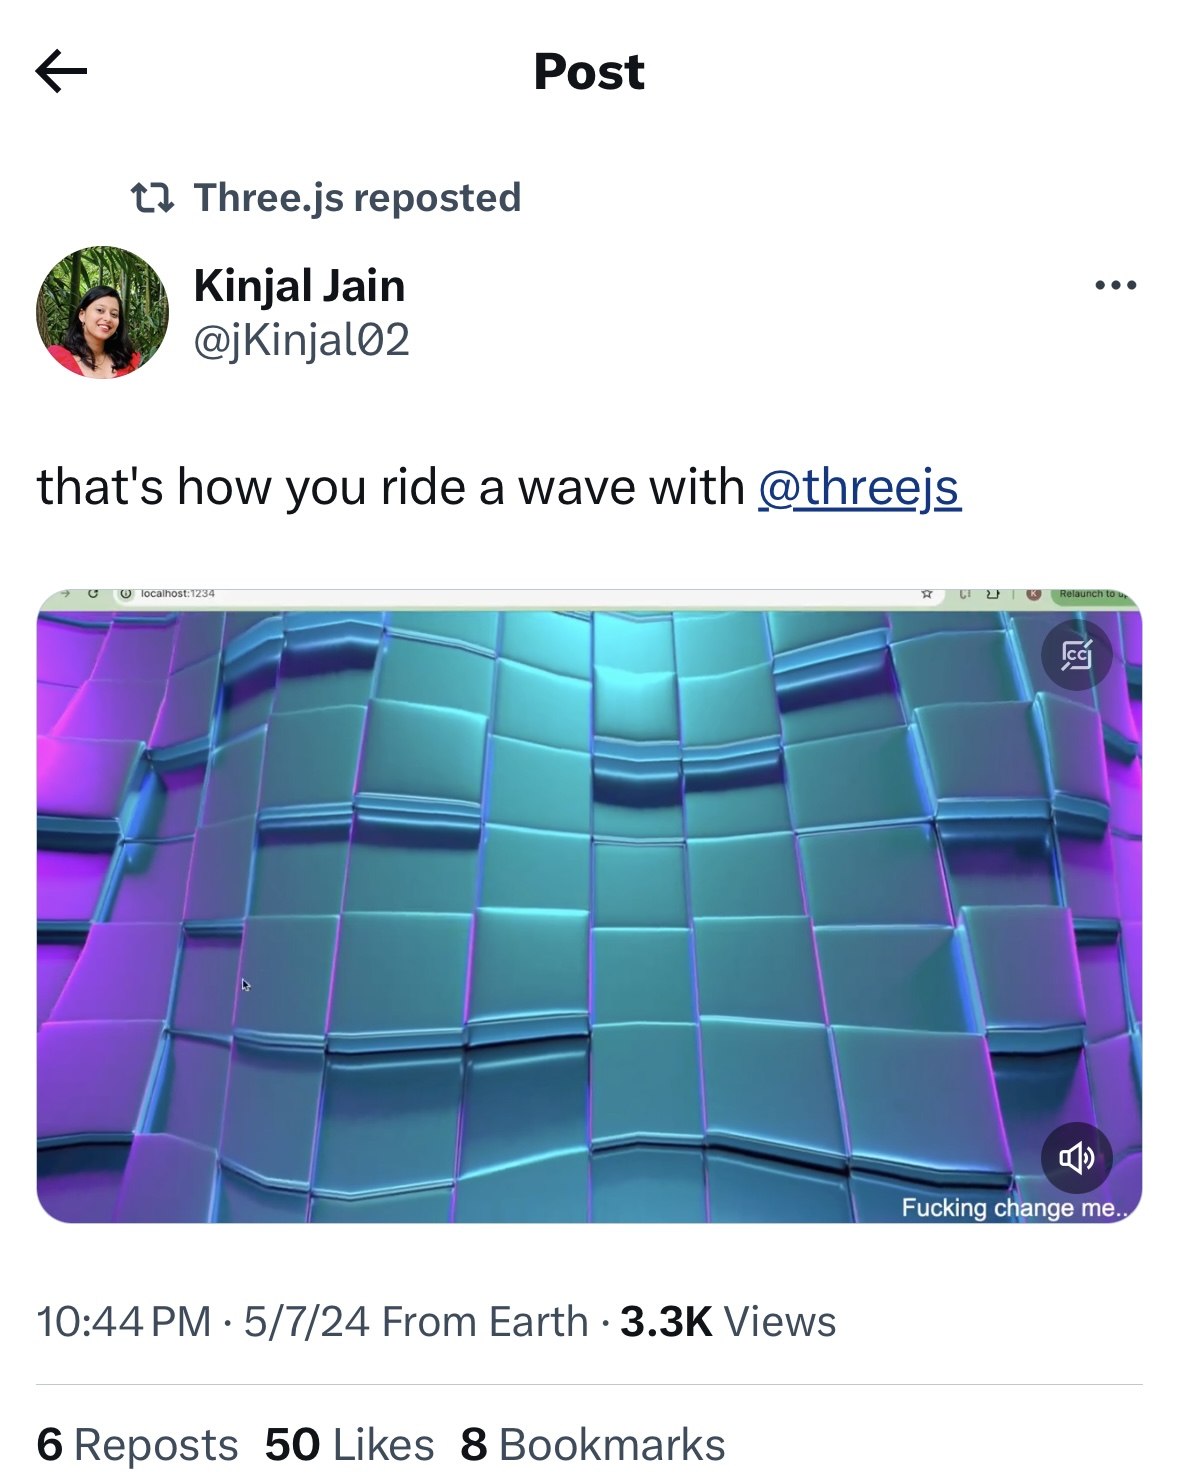 Post
Three.js reposted
Kinjal Jain
@jKinjal02
that's how you ride a wave with @threejs
localhost:1234
K
Relaunch to up
CC
Fucking change me..
10:44 PM · 5/7/24 From Earth · 3.3K Views
6 Reposts 50 Likes 8 Bookmarks